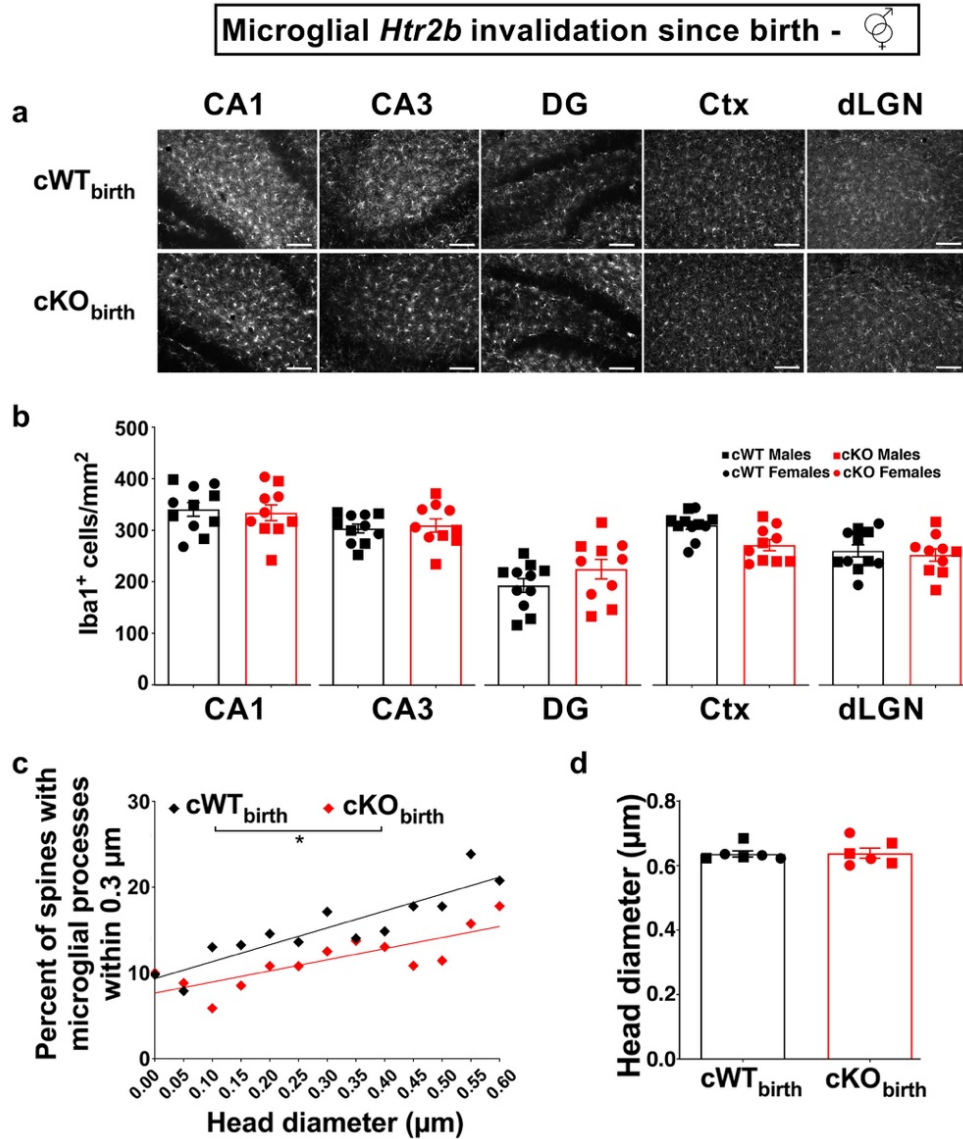 Microglial Htr2b invalidation since birth - ⚥
a
CA1 CA3 DG Ctx dLGN
cWTbirth
cKObirth
b
Iba1+ cells/mm2
500
400
300
200
100
0
cWT Males cKO Males
cWT Females cKO Females
CA1 CA3 DG Ctx dLGN
c
Percent of spines with
microglial processes
within 0.3 µm
cWTbirth cKObirth
*
30
20
10
0
0.00 0.05 0.10 0.15 0.20 0.25 0.30 0.35 0.40 0.45 0.50 0.55 0.60
Head diameter (µm)
d
Head diameter (µm)
0.8
0.6
0.4
0.2
0.0
cWTbirth cKObirth